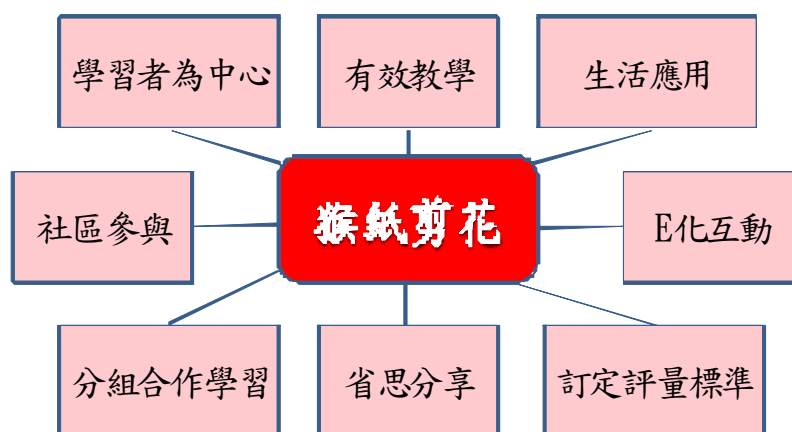 學習者為中心
有效教學
生活應用
社區參與
猴紙剪花
E化互動
分組合作學習
省思分享
訂定評量標準